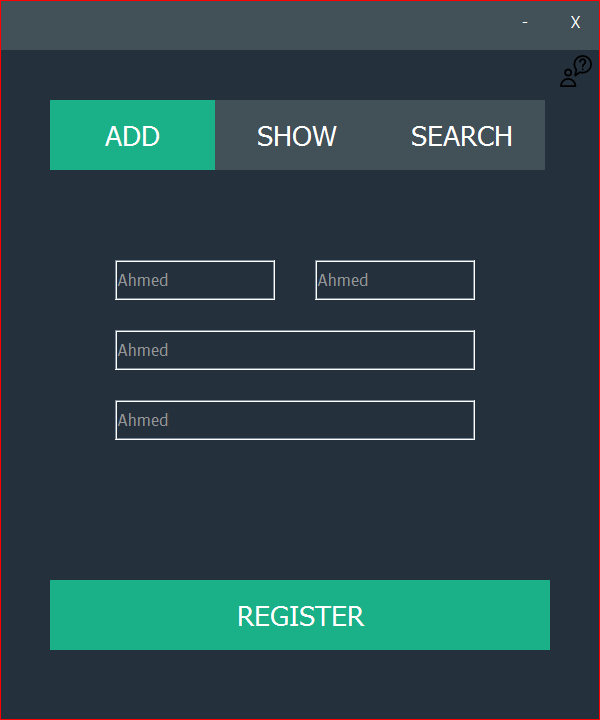 - X
?
ADD SHOW SEARCH
Ahmed Ahmed
Ahmed
Ahmed
REGISTER